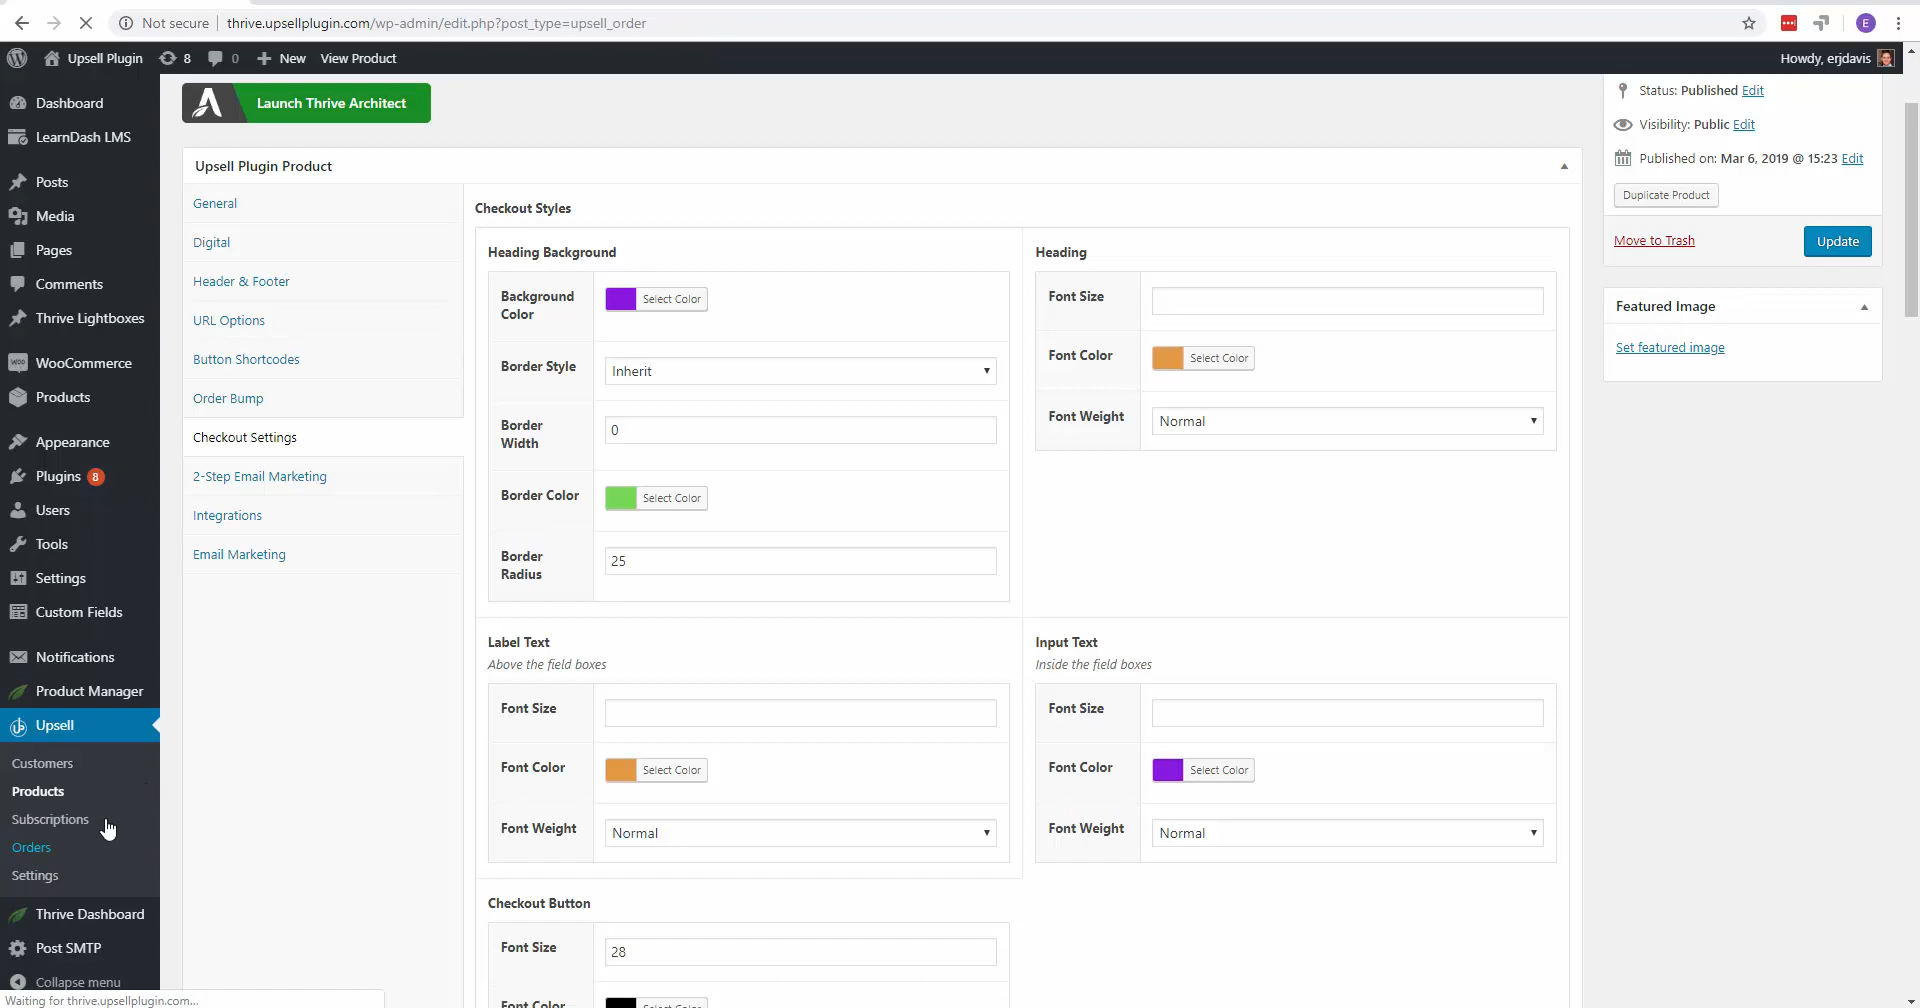 Not secure
thrive.upsellplugin.com/wp-admin/edit.php?post_type=upsell_order
E
Upsell Plugin
8
0
New
View Product
Howdy, erjdavis
Dashboard
LearnDash LMS
Posts
Media
Pages
Comments
Thrive Lightboxes
WooCommerce
Products
Appearance
Plugins 8
Users
Tools
Settings
Custom Fields
Notifications
Product Manager
Upsell
Customers
Products
Subscriptions
Orders
Settings
Thrive Dashboard
Post SMTP
Collapse menu
Waiting for thrive.upsellplugin.com...
Launch Thrive Architect
Upsell Plugin Product
General
Digital
Header & Footer
URL Options
Button Shortcodes
Order Bump
Checkout Settings
2-Step Email Marketing
Integrations
Email Marketing
Checkout Styles
Heading Background
Background
Color
Select Color
Border Style
Inherit
Border
Width
0
Border Color
Select Color
Border
Radius
25
Heading
Font Size
Font Color
Select Color
Font Weight
Normal
Label Text
Above the field boxes
Font Size
Font Color
Select Color
Font Weight
Normal
Input Text
Inside the field boxes
Font Size
Font Color
Select Color
Font Weight
Normal
Checkout Button
Font Size
28
Font Color
Select Color
Status: Published Edit
Visibility: Public Edit
Published on: Mar 6, 2019 @ 15:23 Edit
Duplicate Product
Move to Trash
Update
Featured Image
Set featured image